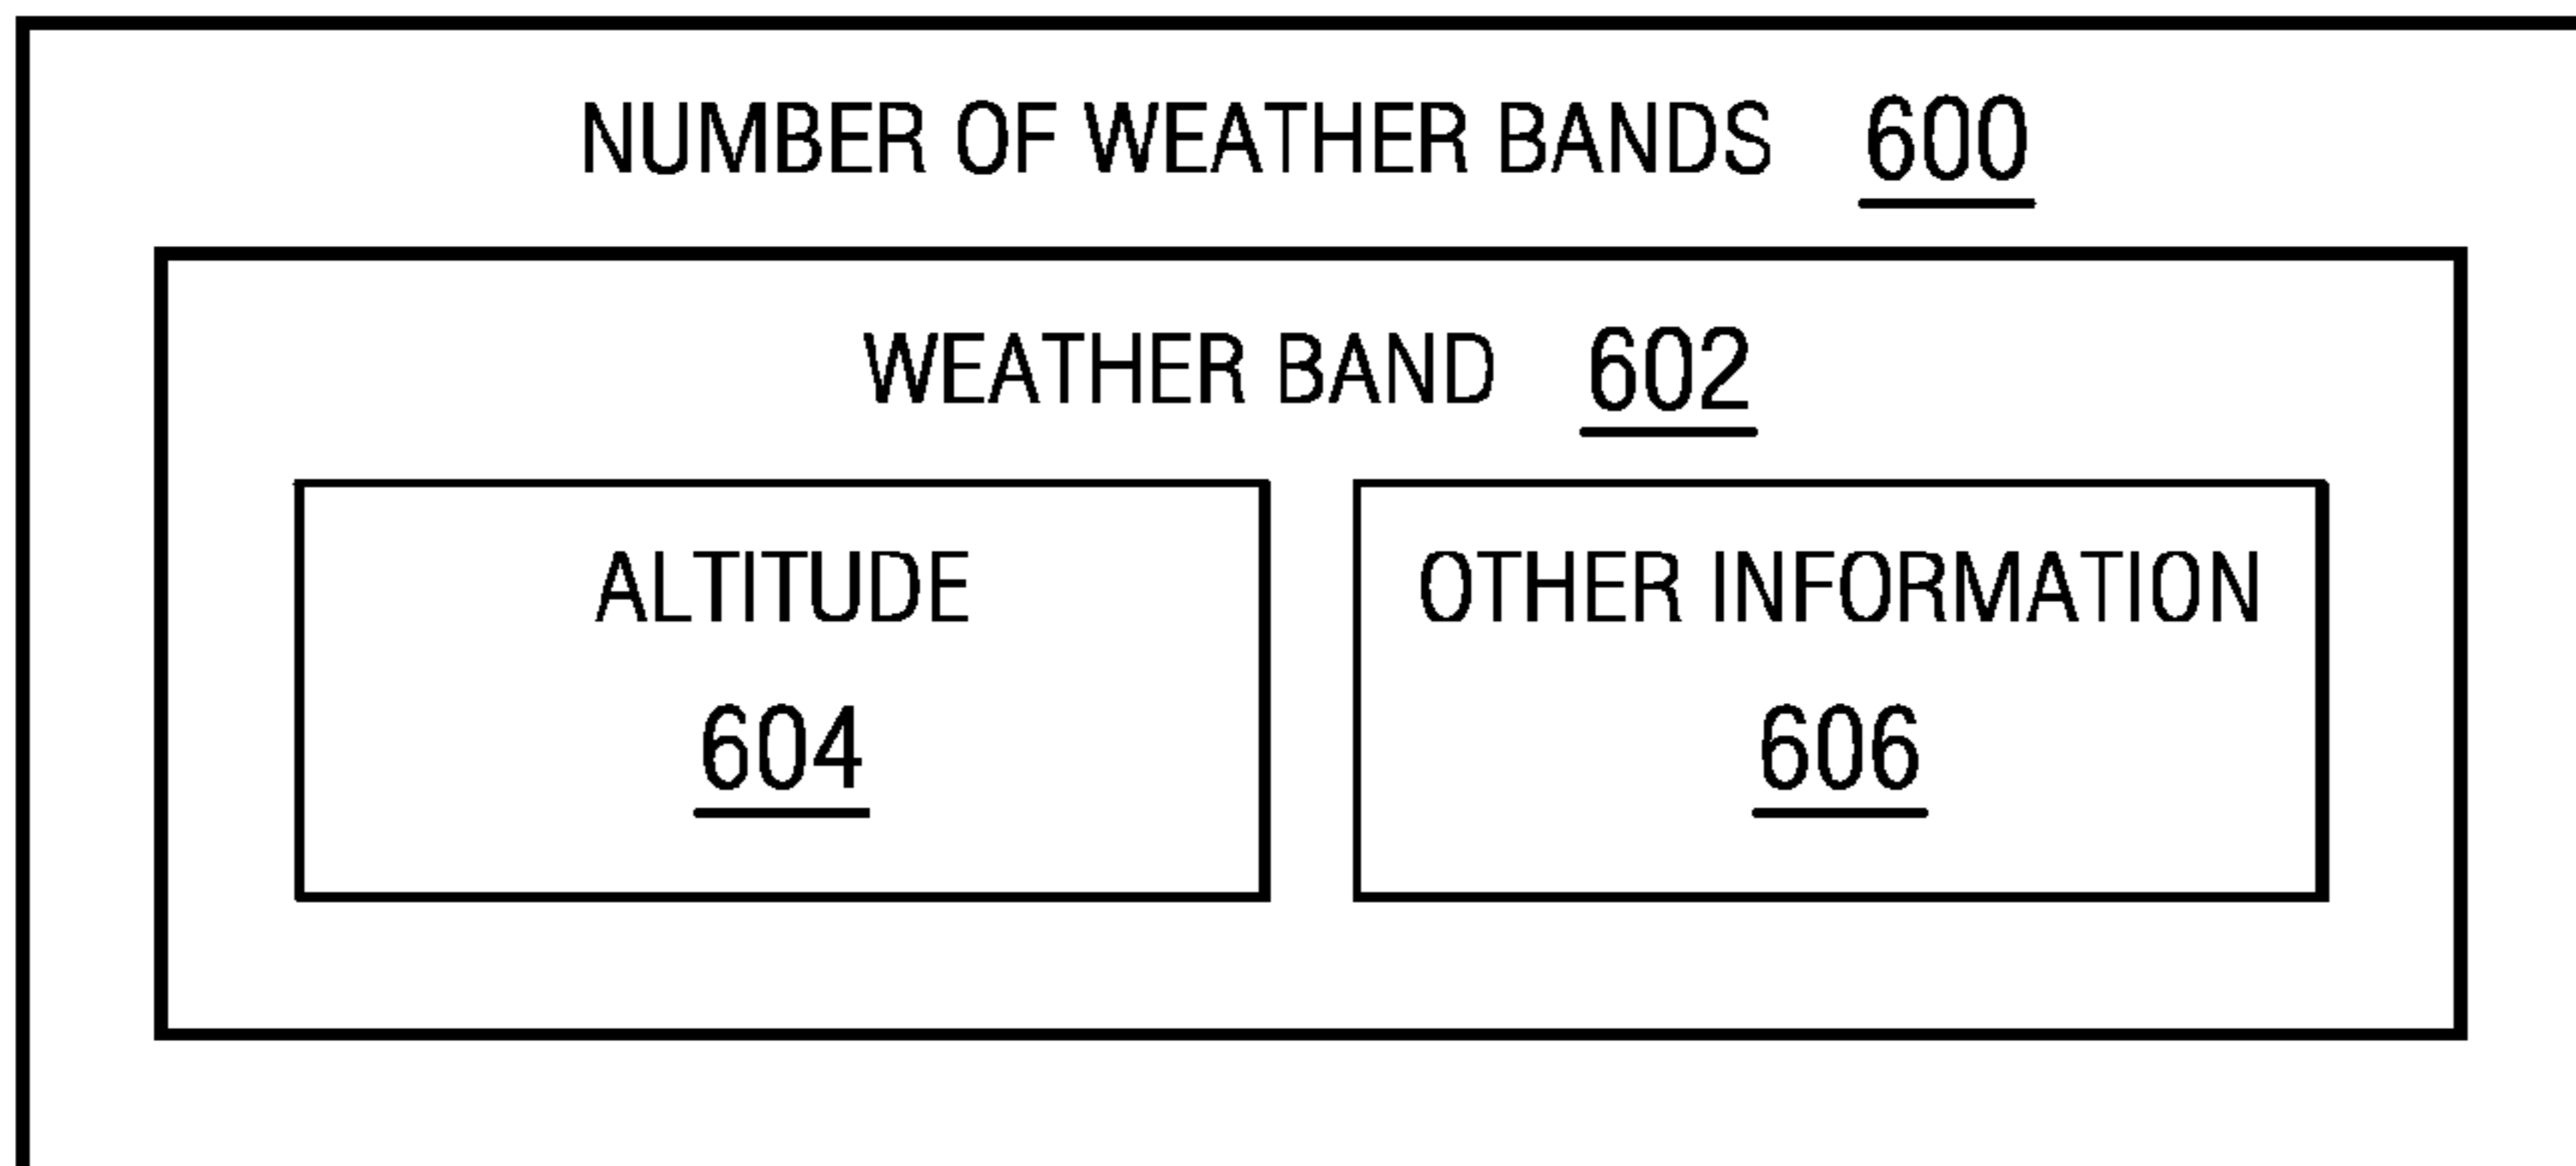 NUMBER OF WEATHER BANDS 600
WEATHER BAND 602
ALTITUDE
604
OTHER INFORMATION
606